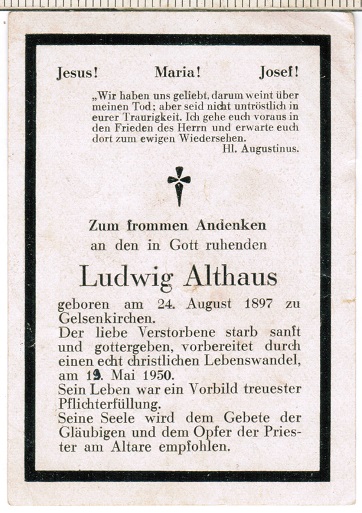 Jesus! Maria! Josef!
„Wir haben uns geliebt, darum weint über
meinen Tod; aber seid nicht untröstlich in
eurer Traurigkeit. Ich gehe euch voraus in
den Frieden des Herrn und erwarte euch
dort zum ewigen Wiedersehen.
Hl. Augustinus.
Zum frommen Andenken
an den in Gott ruhenden
Ludwig Althaus
geboren am 24. August 1897 zu
Gelsenkirchen.
Der liebe Verstorbene starb sanft
und gottergeben, vorbereitet durch
einen echt christlichen Lebenswandel,
am 19. Mai 1950.
Sein Leben war ein Vorbild treuester
Pflichterfüllung.
Seine Seele wird dem Gebete der
Gläubigen und dem Opfer der Pries-
ter am Altare empfohlen.